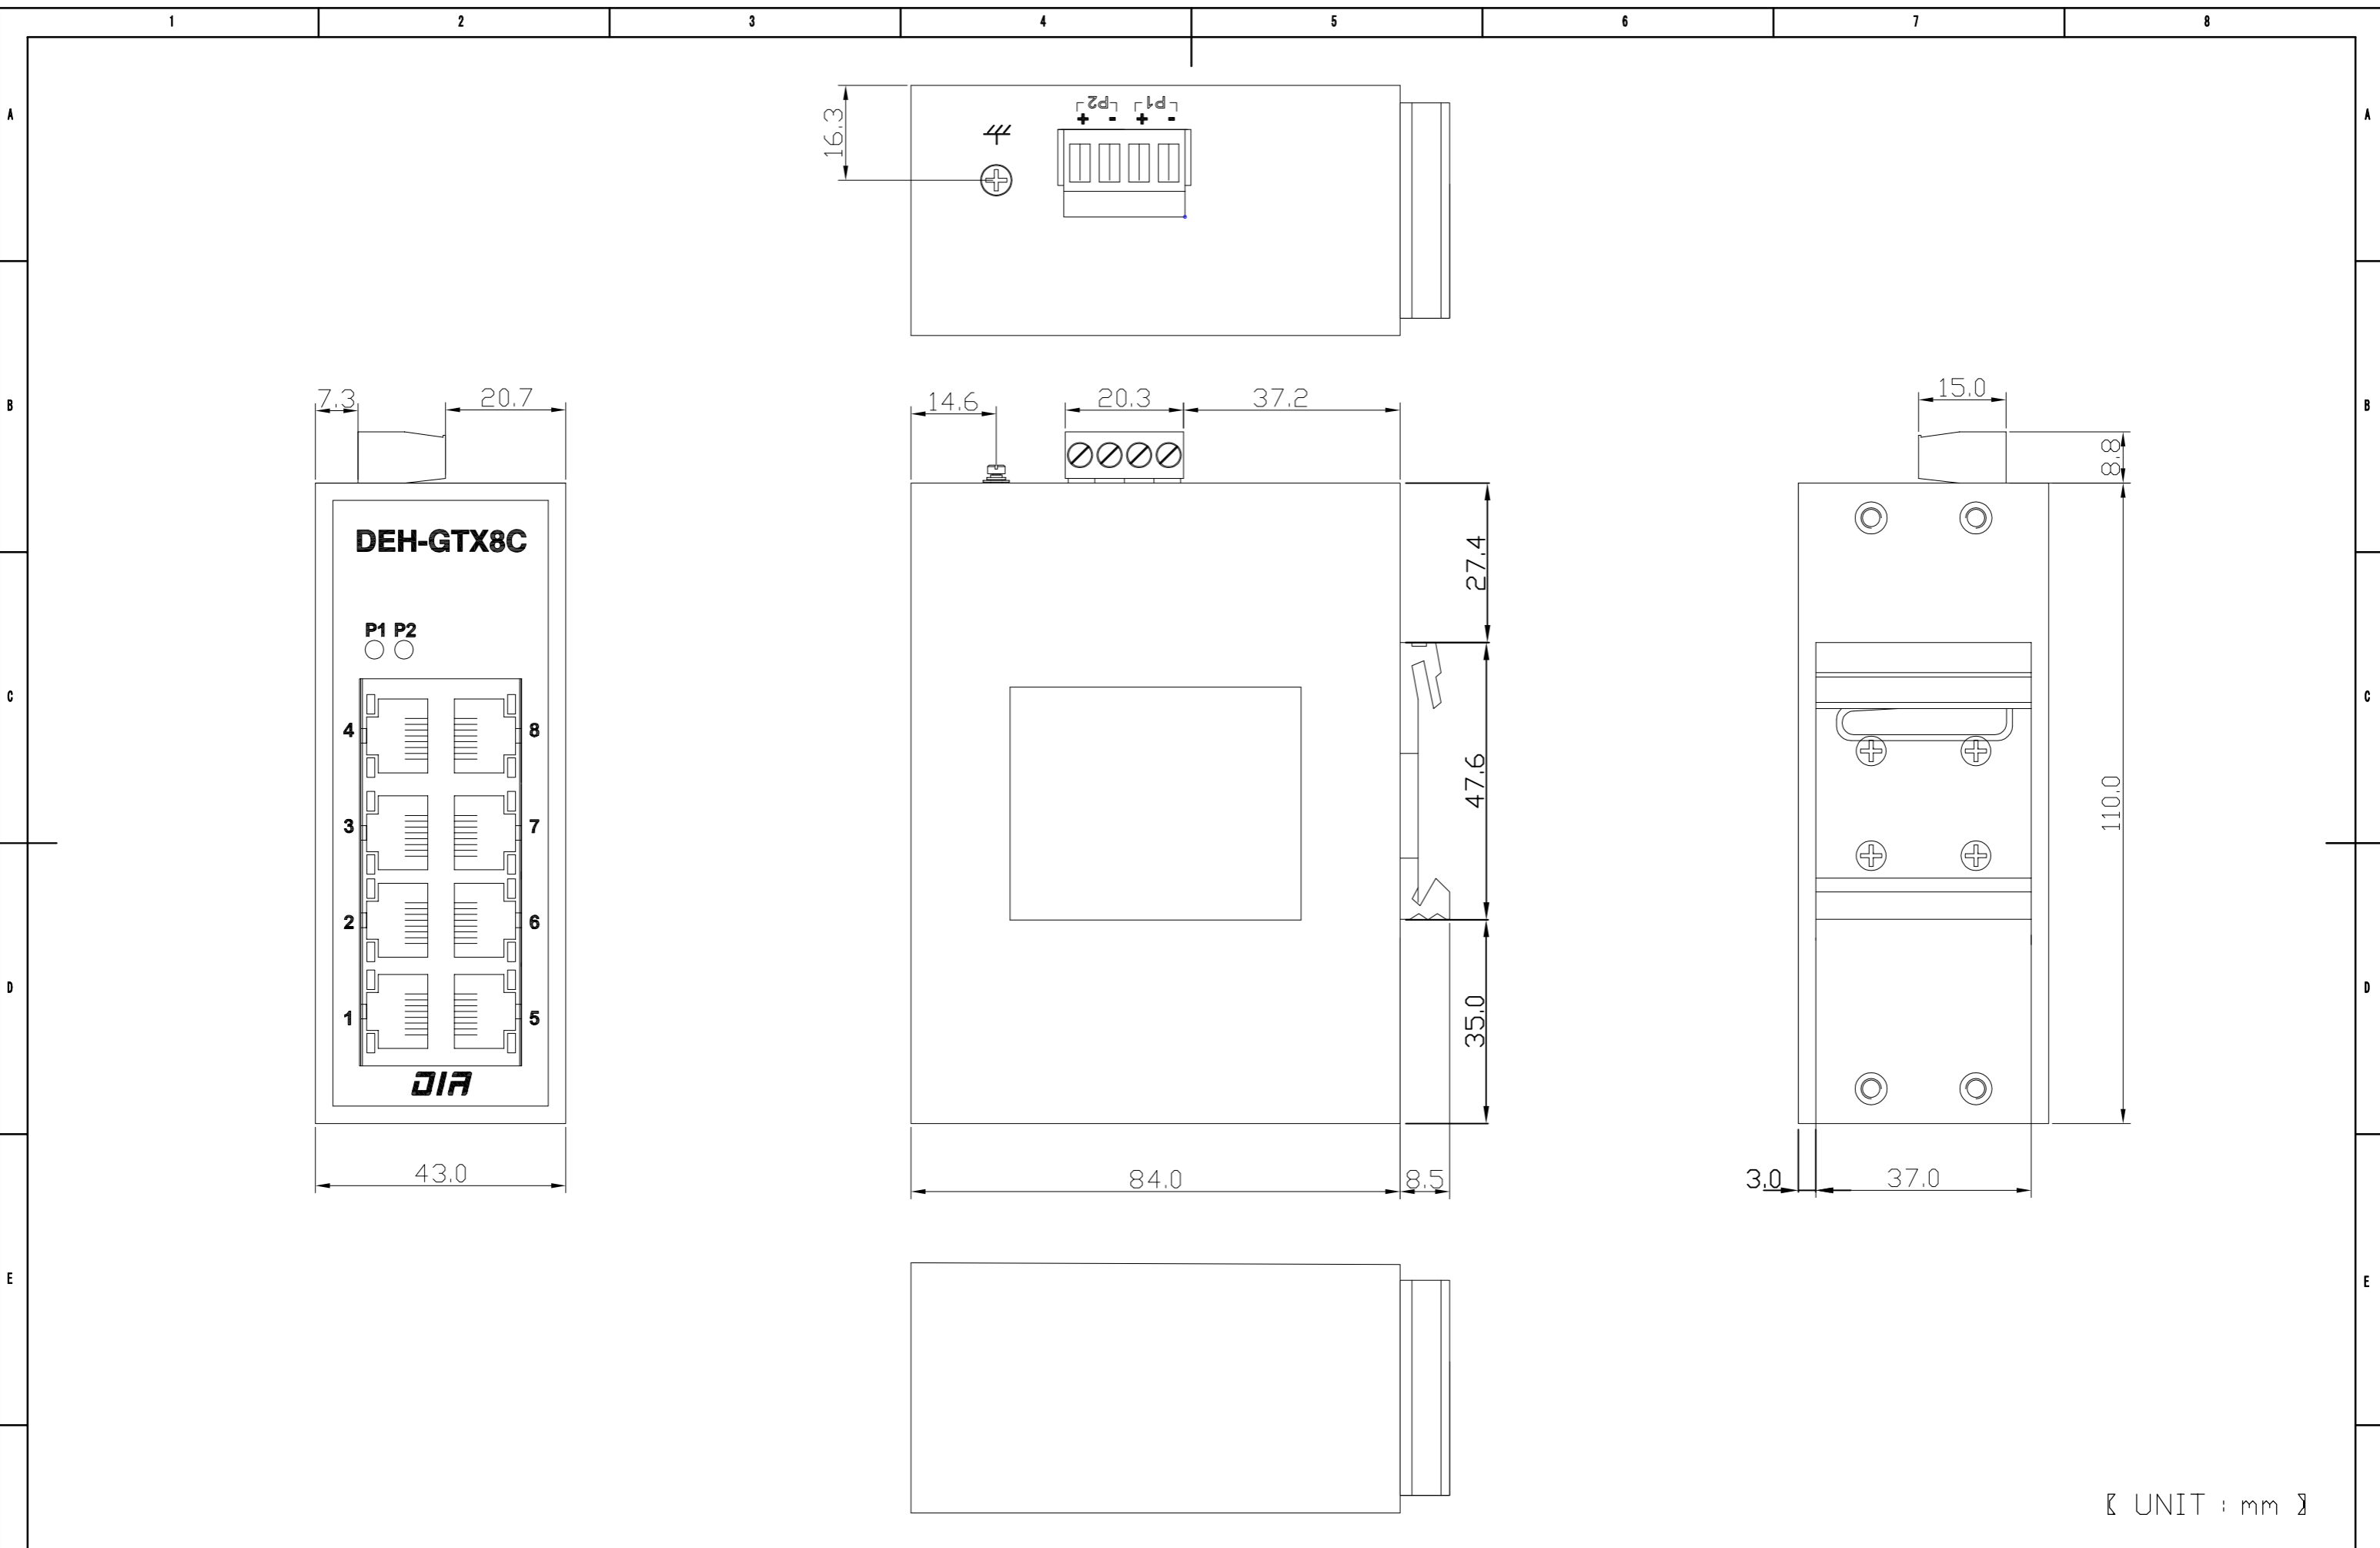 1 2 3 4 5 6 7 8
A A
P2 P1
+ - + -
16.3
B B
7.3 20.7
14.6 20.3 37.2
15.0
8.8
DEH-GTX8C
P1 P2
27.4
C C
4 8
3 7
2 6
1 5
47.6
110.0
D D
35.0
DIA
43.0
84.0 8.5
3.0 37.0
E E
【 UNIT : mm 】